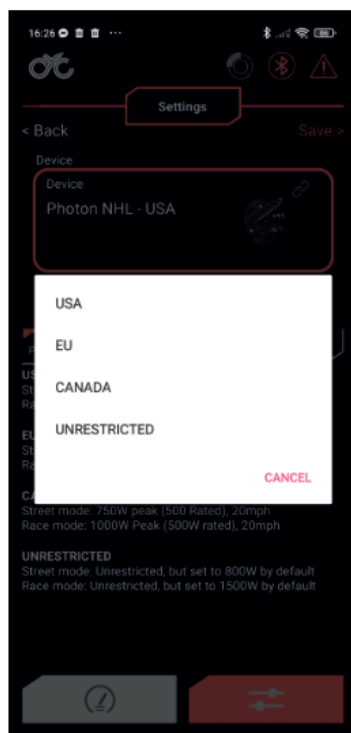 16:26
86
Settings
< Back
Save >
Device
Device
Photon NHL - USA
USA
EU
CANADA
UNRESTRICTED
CANCEL
Street mode: 750W peak (500 Rated), 20mph
Race mode: 1000W Peak (500W rated), 20mph
UNRESTRICTED
Street mode: Unrestricted, but set to 800W by default
Race mode: Unrestricted, but set to 1500W by default